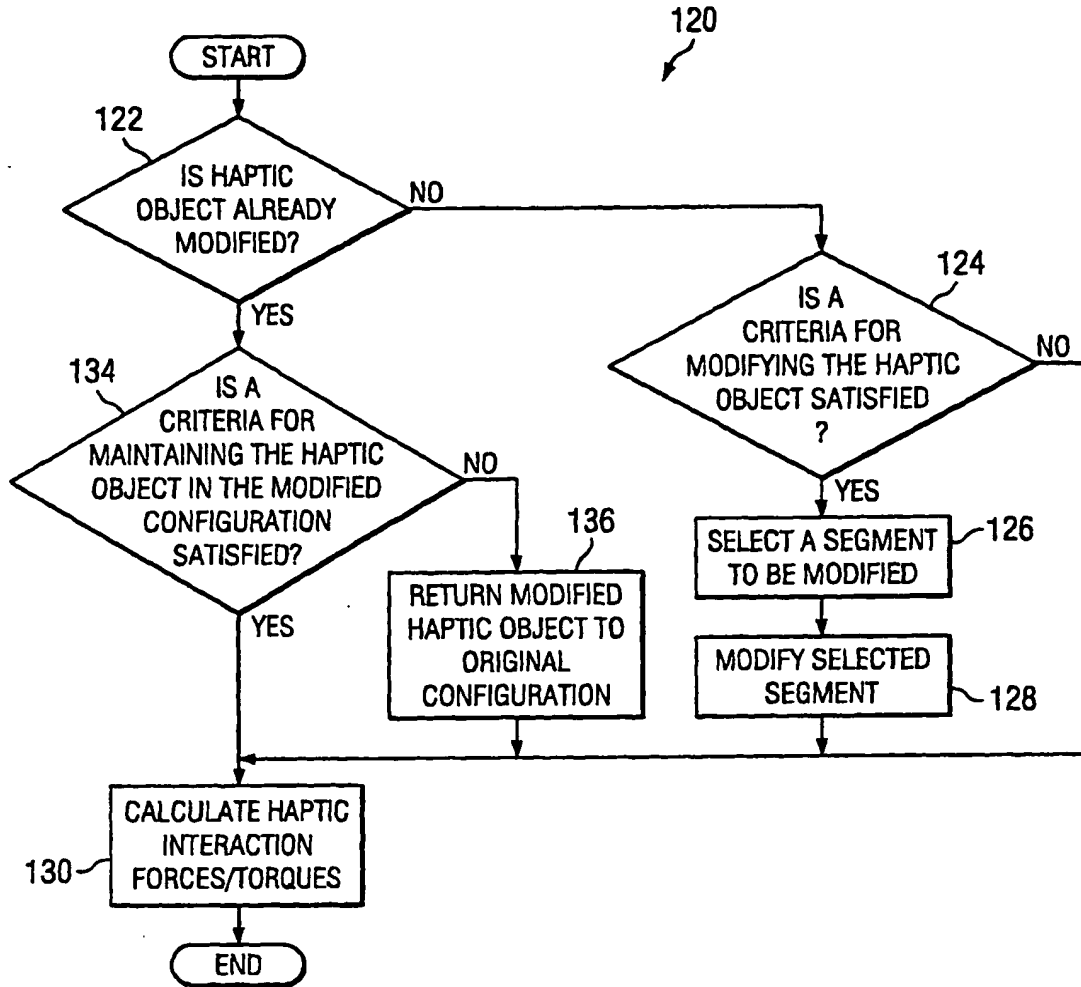 120
START
122
IS HAPTIC
OBJECT ALREADY
MODIFIED?
NO
YES
124
IS A
CRITERIA FOR
MODIFYING THE HAPTIC
OBJECT SATISFIED
?
NO
YES
134
IS A
CRITERIA FOR
MAINTAINING THE HAPTIC
OBJECT IN THE MODIFIED
CONFIGURATION
SATISFIED?
NO
YES
136
RETURN MODIFIED
HAPTIC OBJECT TO
ORIGINAL
CONFIGURATION
SELECT A SEGMENT
TO BE MODIFIED
126
MODIFY SELECTED
SEGMENT
128
CALCULATE HAPTIC
INTERACTION
FORCES/TORQUES
130
END